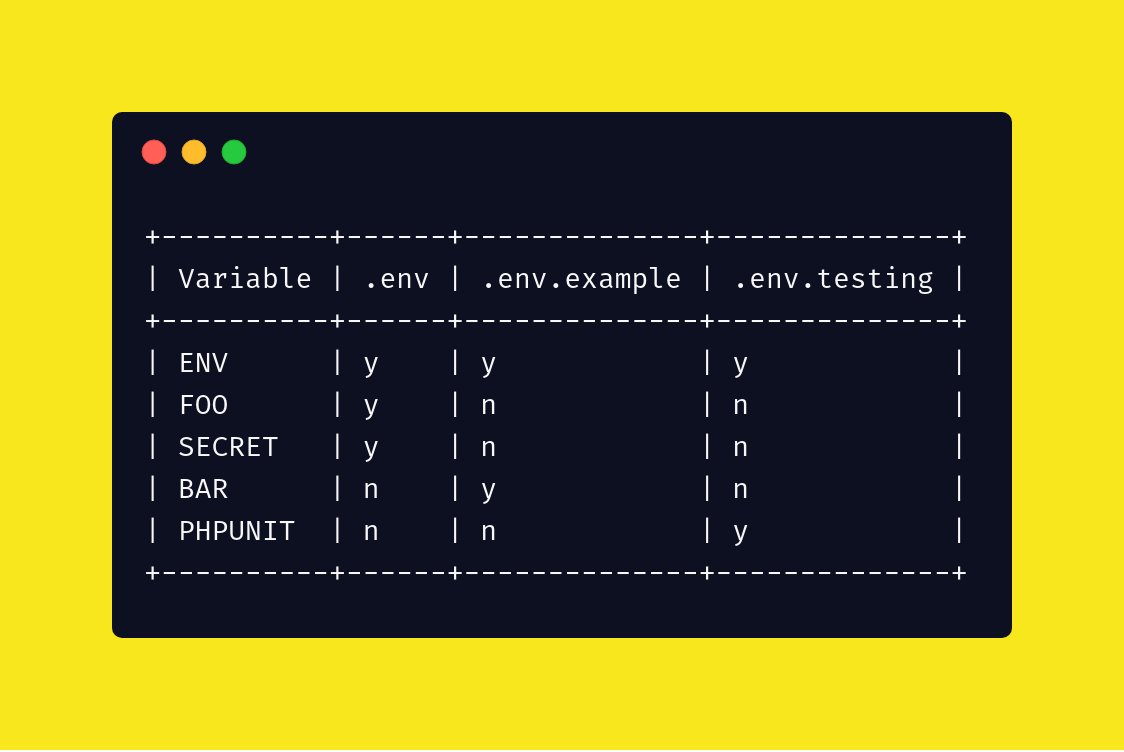 +----------+------+--------------+--------------+
| Variable | .env | .env.example | .env.testing |
+----------+------+--------------+--------------+
| ENV      | y    | y            | y            |
| FOO      | y    | n            | n            |
| SECRET   | y    | n            | n            |
| BAR      | n    | y            | n            |
| PHPUNIT  | n    | n            | y            |
+----------+------+--------------+--------------+